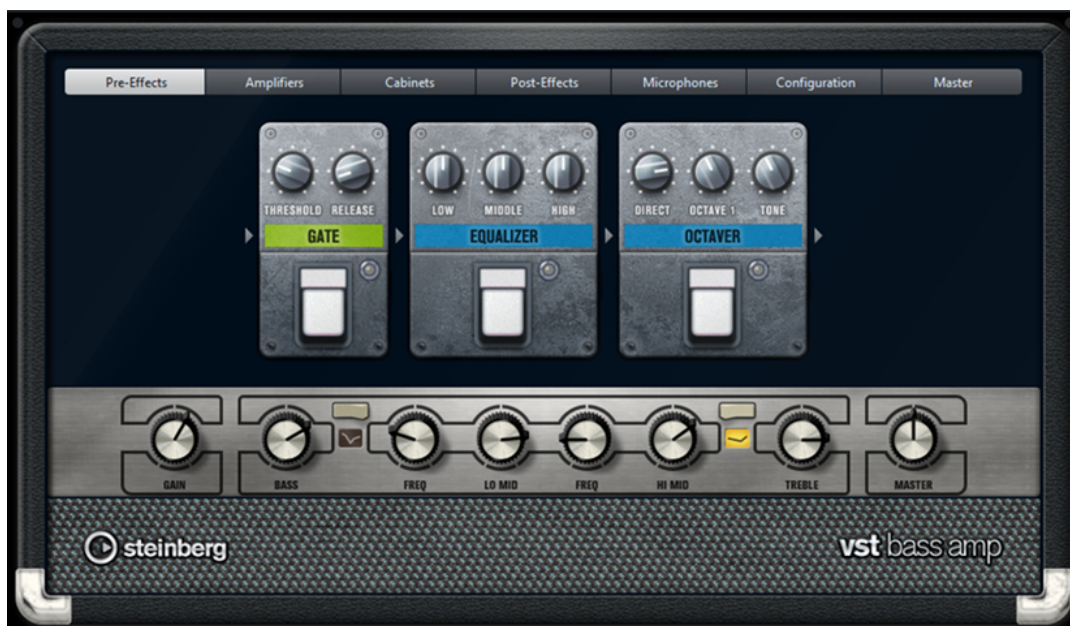 Pre-Effects Amplifiers Cabinets Post-Effects Microphones Configuration Master
THRESHOLD RELEASE
GATE
LOW MIDDLE HIGH
EQUALIZER
DIRECT OCTAVE 1 TONE
OCTAVER
GAIN BASS FREQ LO MID FREQ HI MID TREBLE MASTER
steinberg
vst bass amp